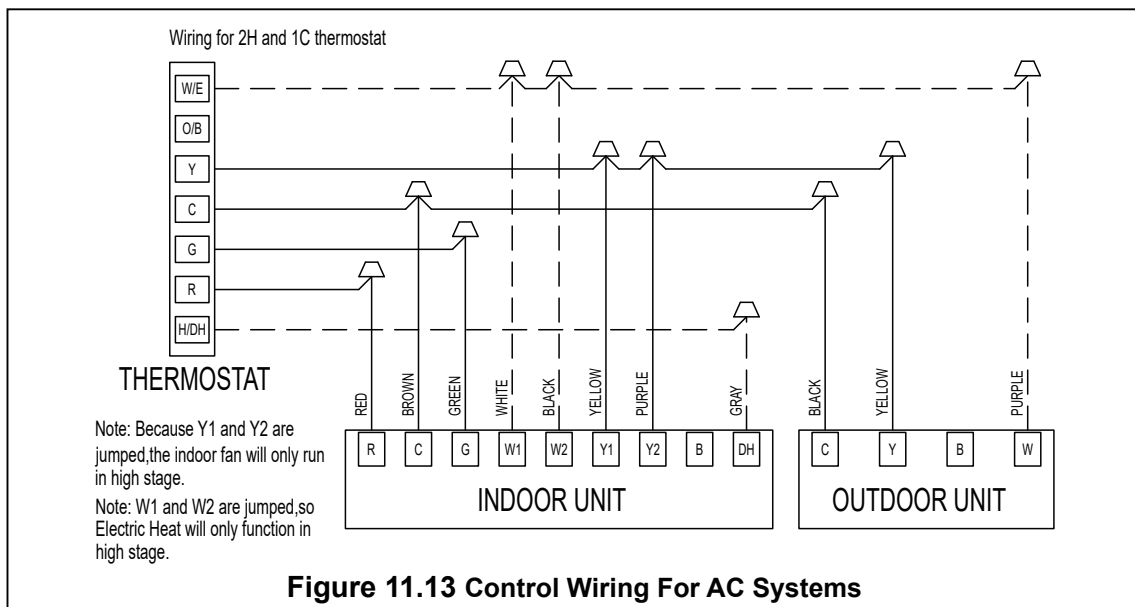 Wiring for 2H and 1C thermostat
W/E
O/B
Y
C
G
R
H/DH
THERMOSTAT
Note: Because Y1 and Y2 are
jumped,the indoor fan will only run
in high stage.
Note: W1 and W2 are jumped,so
Electric Heat will only function in
high stage.
RED BROWN GREEN WHITE BLACK YELLOW PURPLE GRAY BLACK YELLOW PURPLE
R C G W1 W2 Y1 Y2 B DH C Y B W
INDOOR UNIT OUTDOOR UNIT
Figure 11.13 Control Wiring For AC Systems